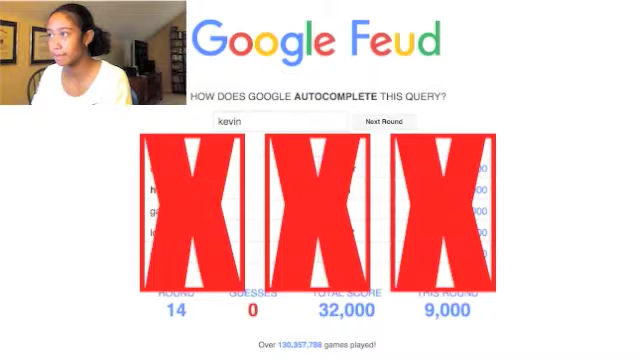 Google Feud
HOW DOES GOOGLE AUTOCOMPLETE THIS QUERY?
kevin
Next Round
X X X
ROUND GUESSES TOTAL SCORE THIS ROUND
14 0 32,000 9,000
Over 130,357,788 games played!